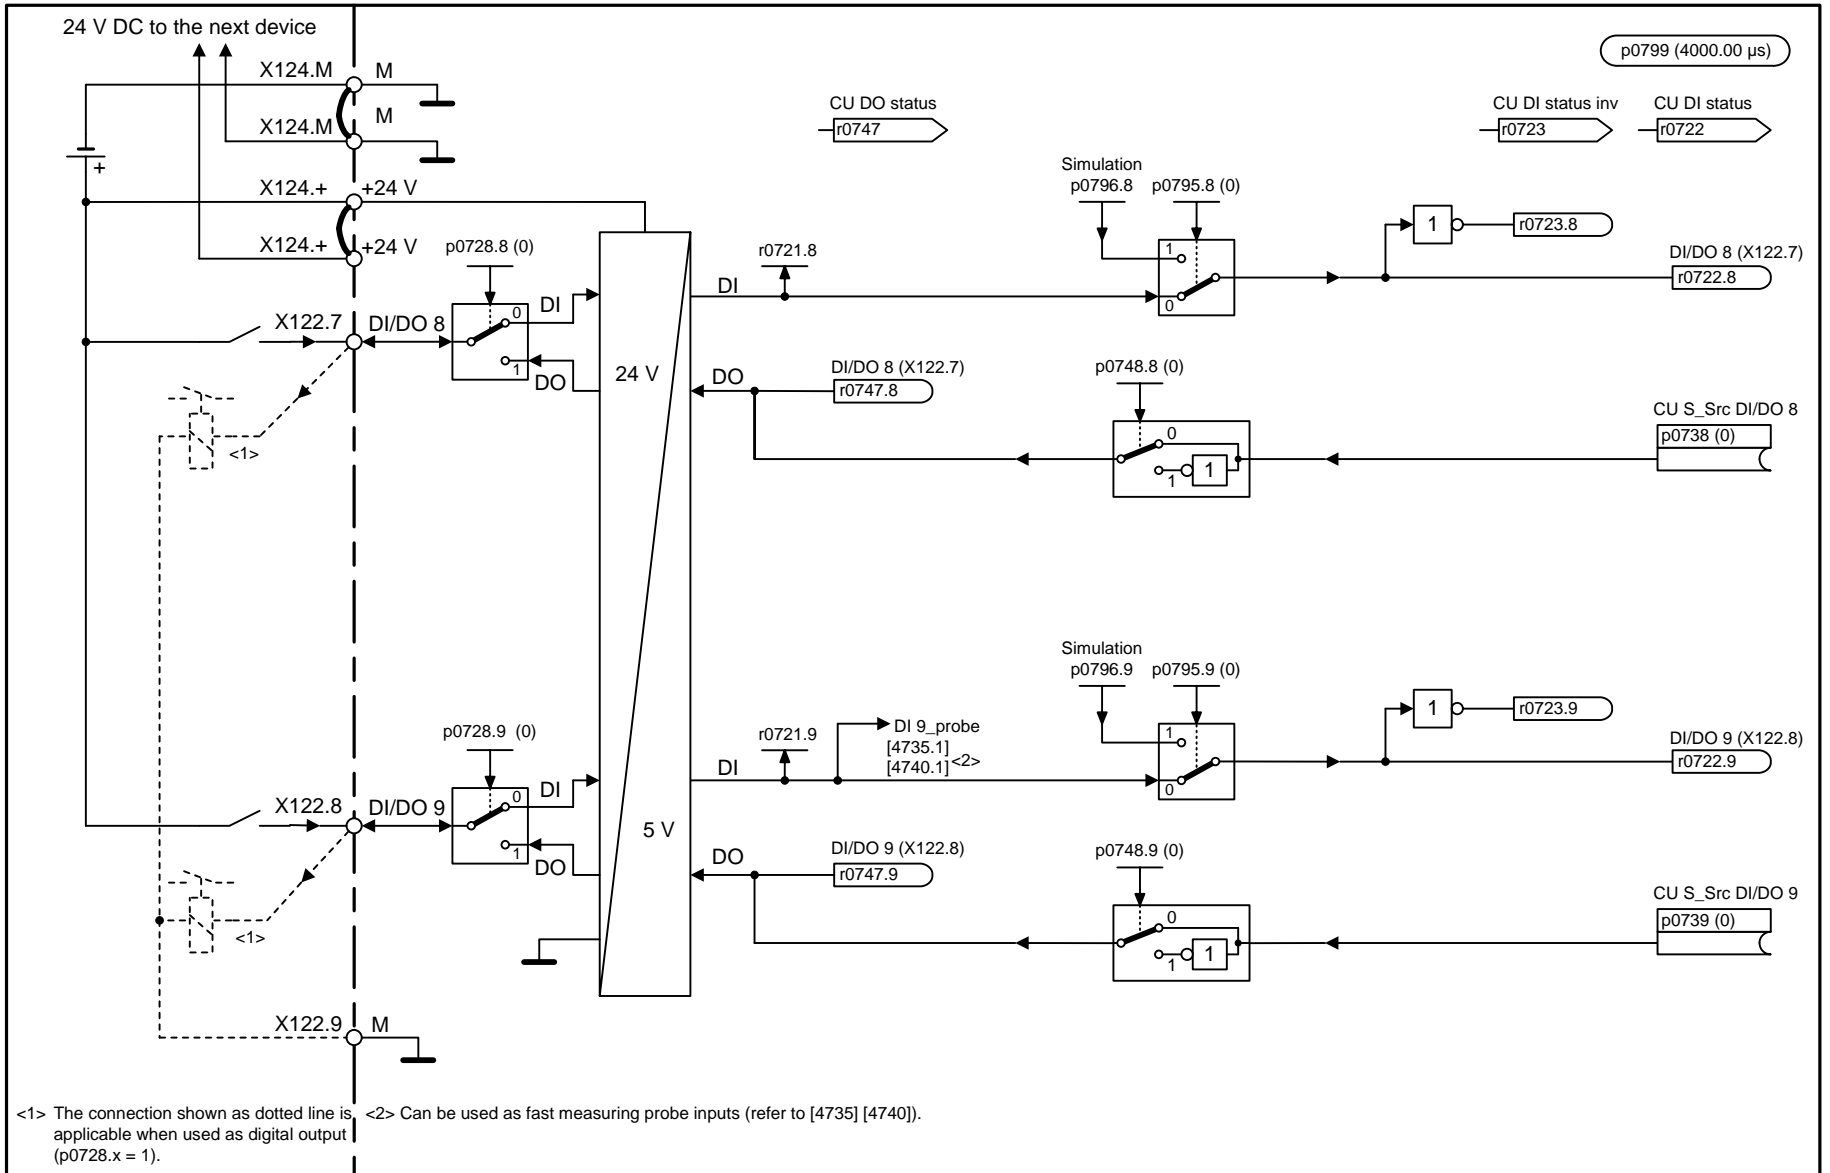 24 V DC to the next device
p0799 (4000.00 µs)
X124.M
M
X124.M
M
+
CU DO status
r0747
CU DI status inv
r0723
CU DI status
r0722
X124.+
+24 V
X124.+
+24 V
Simulation
p0796.8
p0795.8 (0)
1
0
1
r0723.8
DI/DO 8 (X122.7)
r0722.8
p0728.8 (0)
r0721.8
DI
DI
0
1
X122.7
DI/DO 8
DO
24 V
DO
DI/DO 8 (X122.7)
r0747.8
p0748.8 (0)
0
1
1
CU S_Src DI/DO 8
p0738 (0)
<1>
Simulation
p0796.9
p0795.9 (0)
1
0
1
r0723.9
DI/DO 9 (X122.8)
r0722.9
p0728.9 (0)
r0721.9
DI 9_probe
[4735.1]
[4740.1]
<2>
DI
DI
0
1
X122.8
DI/DO 9
DO
5 V
DO
DI/DO 9 (X122.8)
r0747.9
p0748.9 (0)
0
1
1
CU S_Src DI/DO 9
p0739 (0)
<1>
X122.9
M
<1> The connection shown as dotted line is
applicable when used as digital output
(p0728.x = 1).
<2> Can be used as fast measuring probe inputs (refer to [4735] [4740]).